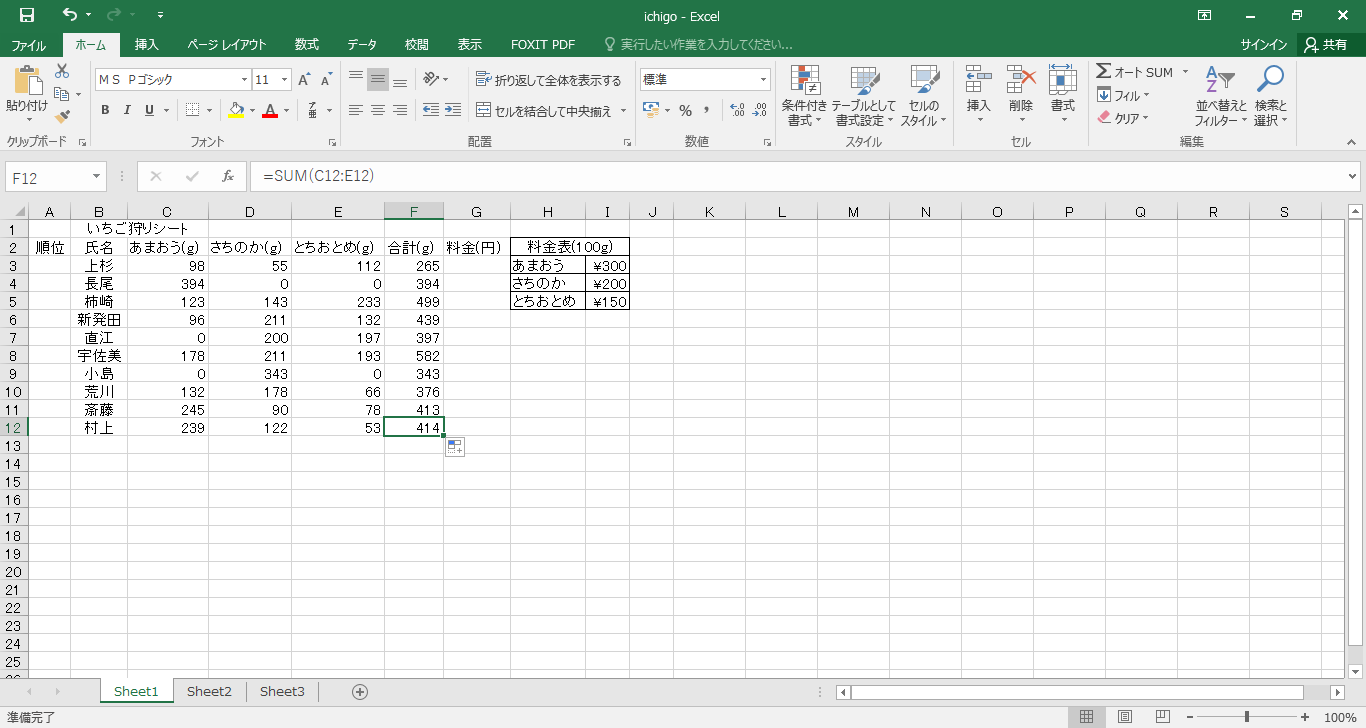 ichigo - Excel
ファイル ホーム 挿入 ページ レイアウト 数式 データ 校閲 表示 FOXIT PDF 実行したい作業を入力してください... サインイン 共有
貼り付け
クリップボード
ＭＳ Ｐゴシック 11
B I U
フォント
折り返して全体を表示する
セルを結合して中央揃え
配置
標準
%
数値
条件付き書式
テーブルとして書式設定
セルのスタイル
スタイル
挿入 削除 書式
セル
オート SUM
フィル
クリア
並べ替えとフィルター
検索と選択
編集
F12 fx =SUM(C12:E12)
A B C D E F G H I J K L M N O P Q R S
1 いちご狩りシート
2 順位 氏名 あまおう(g) さちのか(g) とちおとめ(g) 合計(g) 料金(円) 料金表(100g)
3 上杉 98 55 112 265 あまおう ¥300
4 長尾 394 0 0 394 さちのか ¥200
5 柿崎 123 143 233 499 とちおとめ ¥150
6 新発田 96 211 132 439
7 直江 0 200 197 397
8 宇佐美 178 211 193 582
9 小島 0 343 0 343
10 荒川 132 178 66 376
11 斎藤 245 90 78 413
12 村上 239 122 53 414
13
14
15
16
17
18
19
20
21
22
23
24
25
Sheet1 Sheet2 Sheet3
準備完了 100%